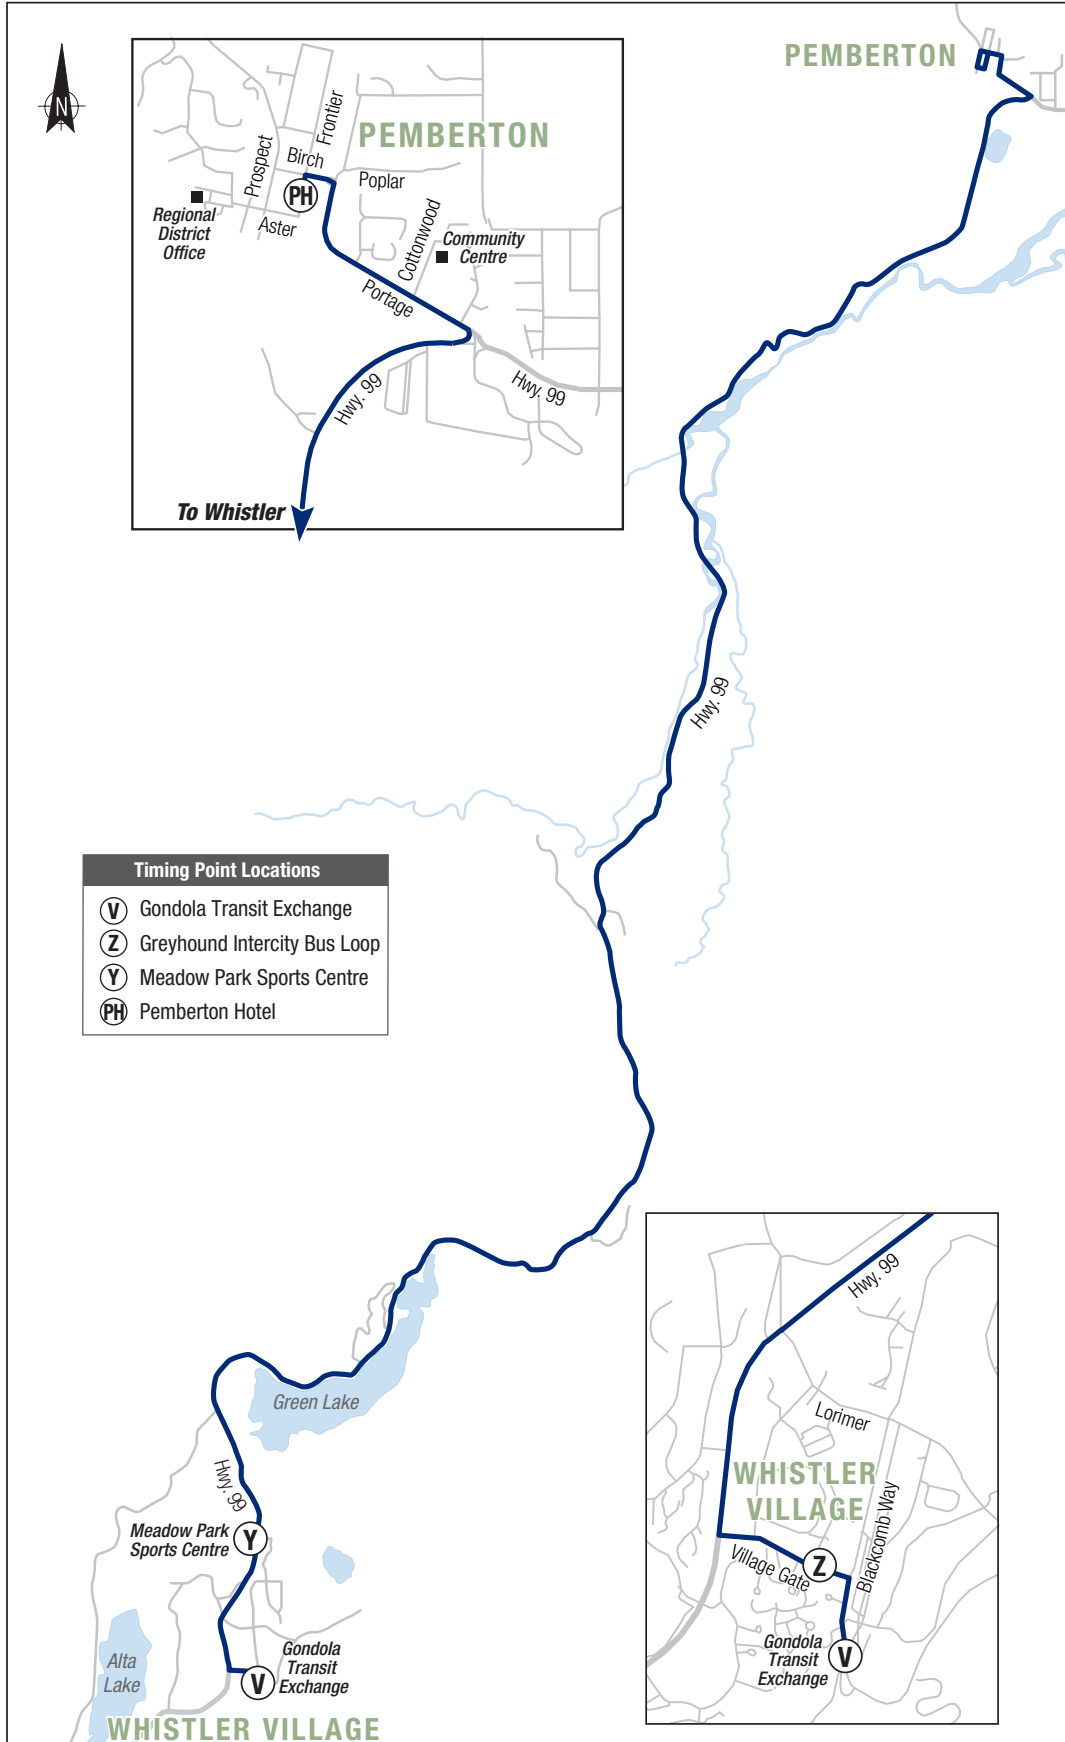 N
PEMBERTON
PEMBERTON
Frontier
Prospect
Birch
Poplar
PH
Regional
District
Office
Aster
Cottonwood
Community
Centre
Portage
Hwy. 99
Hwy. 99
To Whistler
Hwy. 99
Timing Point Locations
V Gondola Transit Exchange
Z Greyhound Intercity Bus Loop
Y Meadow Park Sports Centre
PH Pemberton Hotel
Green Lake
Hwy. 99
Meadow Park
Sports Centre
Y
Alta
Lake
Gondola
Transit
Exchange
V
WHISTLER VILLAGE
Hwy. 99
Lorimer
WHISTLER
VILLAGE
Blackcomb Way
Village Gate
Z
Gondola
Transit
Exchange
V